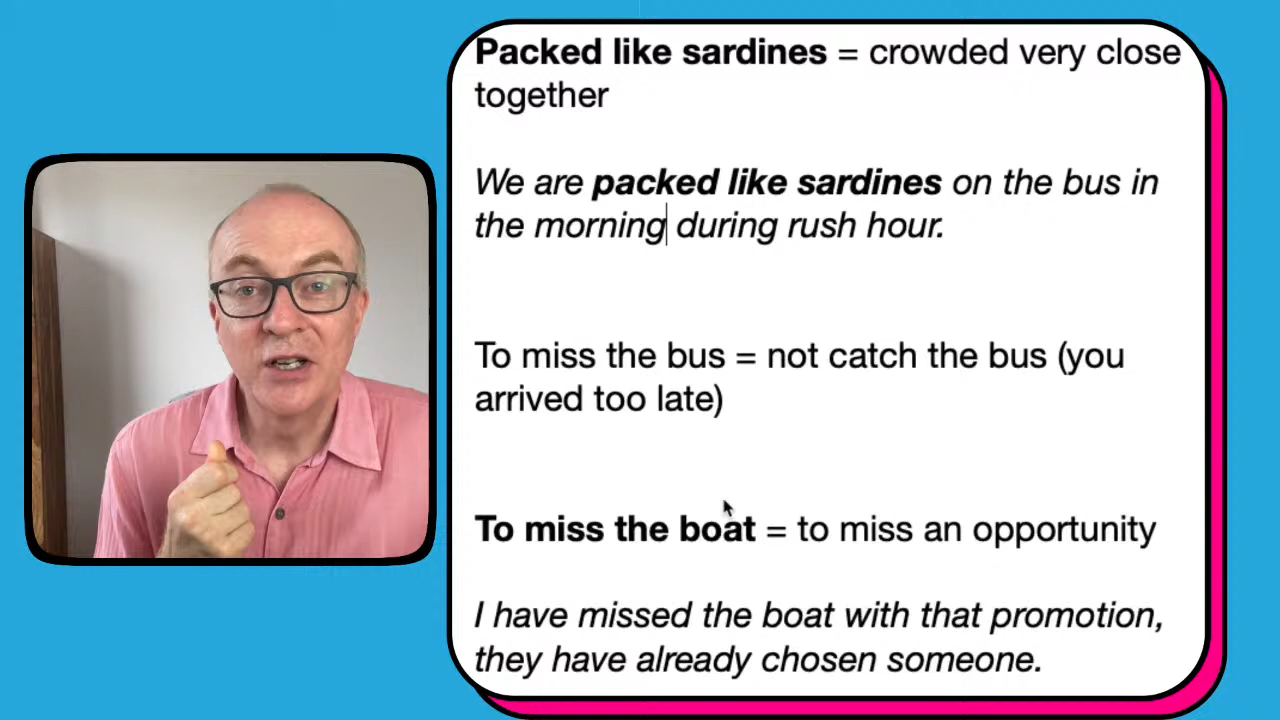 Packed like sardines = crowded very close
together
We are packed like sardines on the bus in
the morning during rush hour.
To miss the bus = not catch the bus (you
arrived too late)
To miss the boat = to miss an opportunity
I have missed the boat with that promotion,
they have already chosen someone.